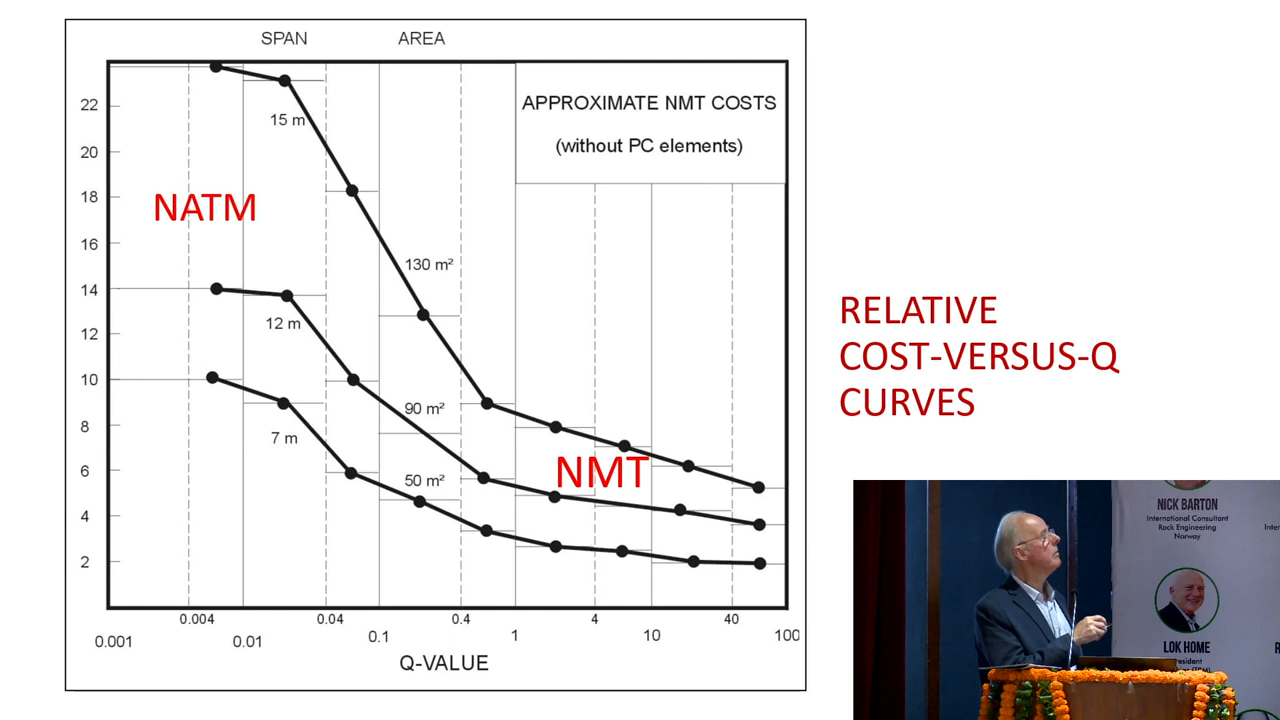 SPAN AREA
APPROXIMATE NMT COSTS
(without PC elements)
22
20
18
16
14
12
10
8
6
4
2
15 m
NATM
130 m²
12 m
90 m²
7 m
50 m²
NMT
0.004 0.04 0.4 4 40
0.001 0.01 0.1 1 10 100
Q-VALUE
RELATIVE
COST-VERSUS-Q
CURVES
NICK BARTON
International Consultant
Rock Engineering
Norway
LOK HOME